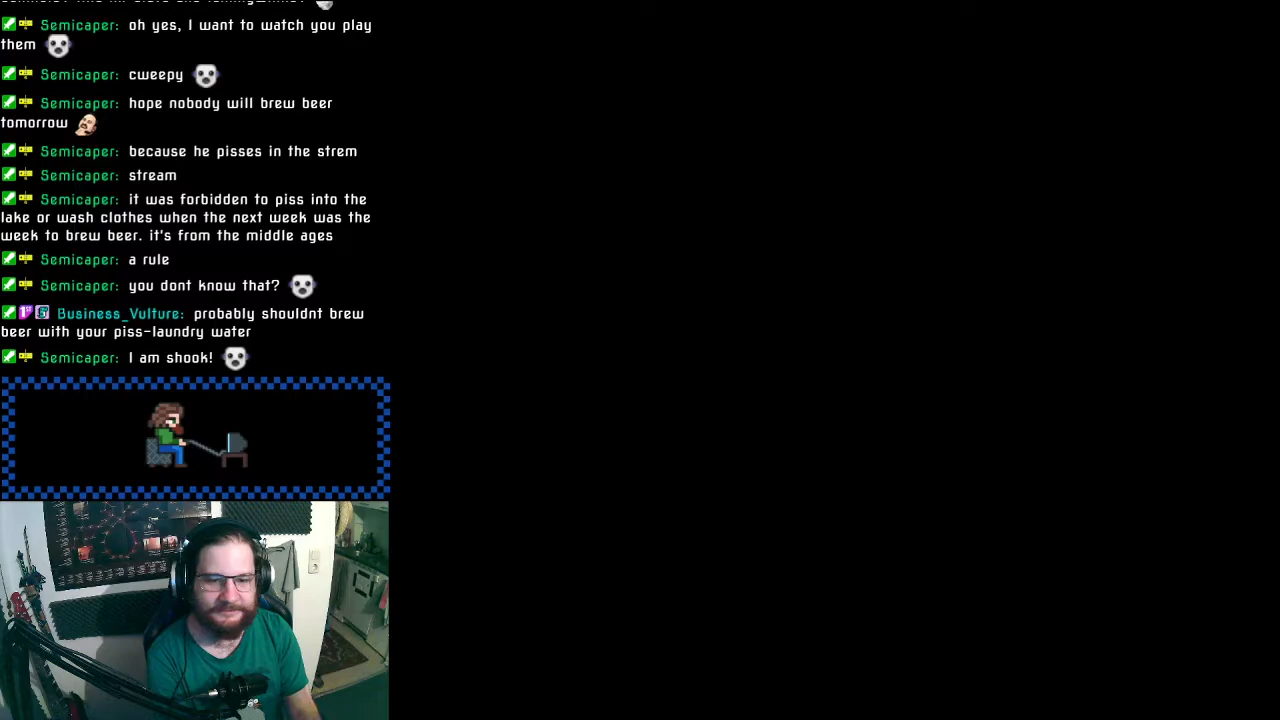 Semicaper: oh yes, I want to watch you play
them
Semicaper: cweepy
Semicaper: hope nobody will brew beer
tomorrow
Semicaper: because he pisses in the strem
Semicaper: stream
Semicaper: it was forbidden to piss into the
lake or wash clothes when the next week was the
week to brew beer. it's from the middle ages
Semicaper: a rule
Semicaper: you dont know that?
Business_Vulture: probably shouldnt brew
beer with your piss-laundry water
Semicaper: I am shook!